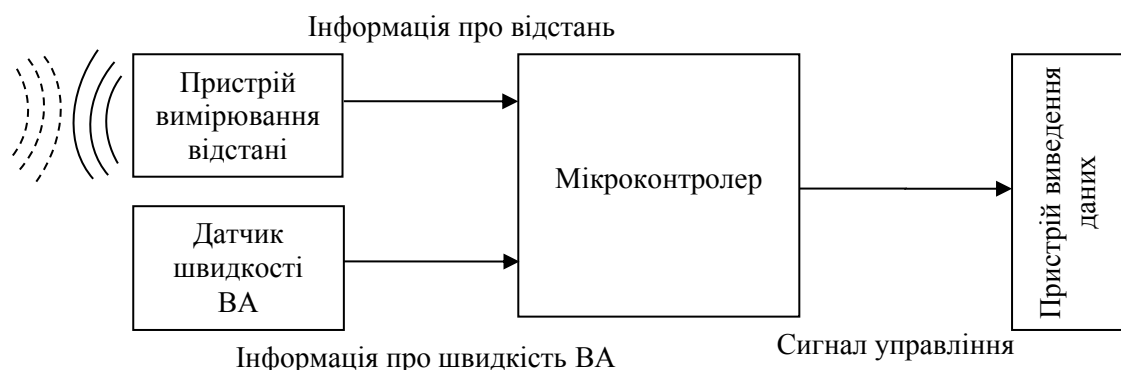 Інформація про відстань
Пристрій
вимірювання
відстані
Мікроконтролер
Пристрій виведення
даних
Датчик
швидкості
ВА
Інформація про швидкість ВА
Сигнал управління